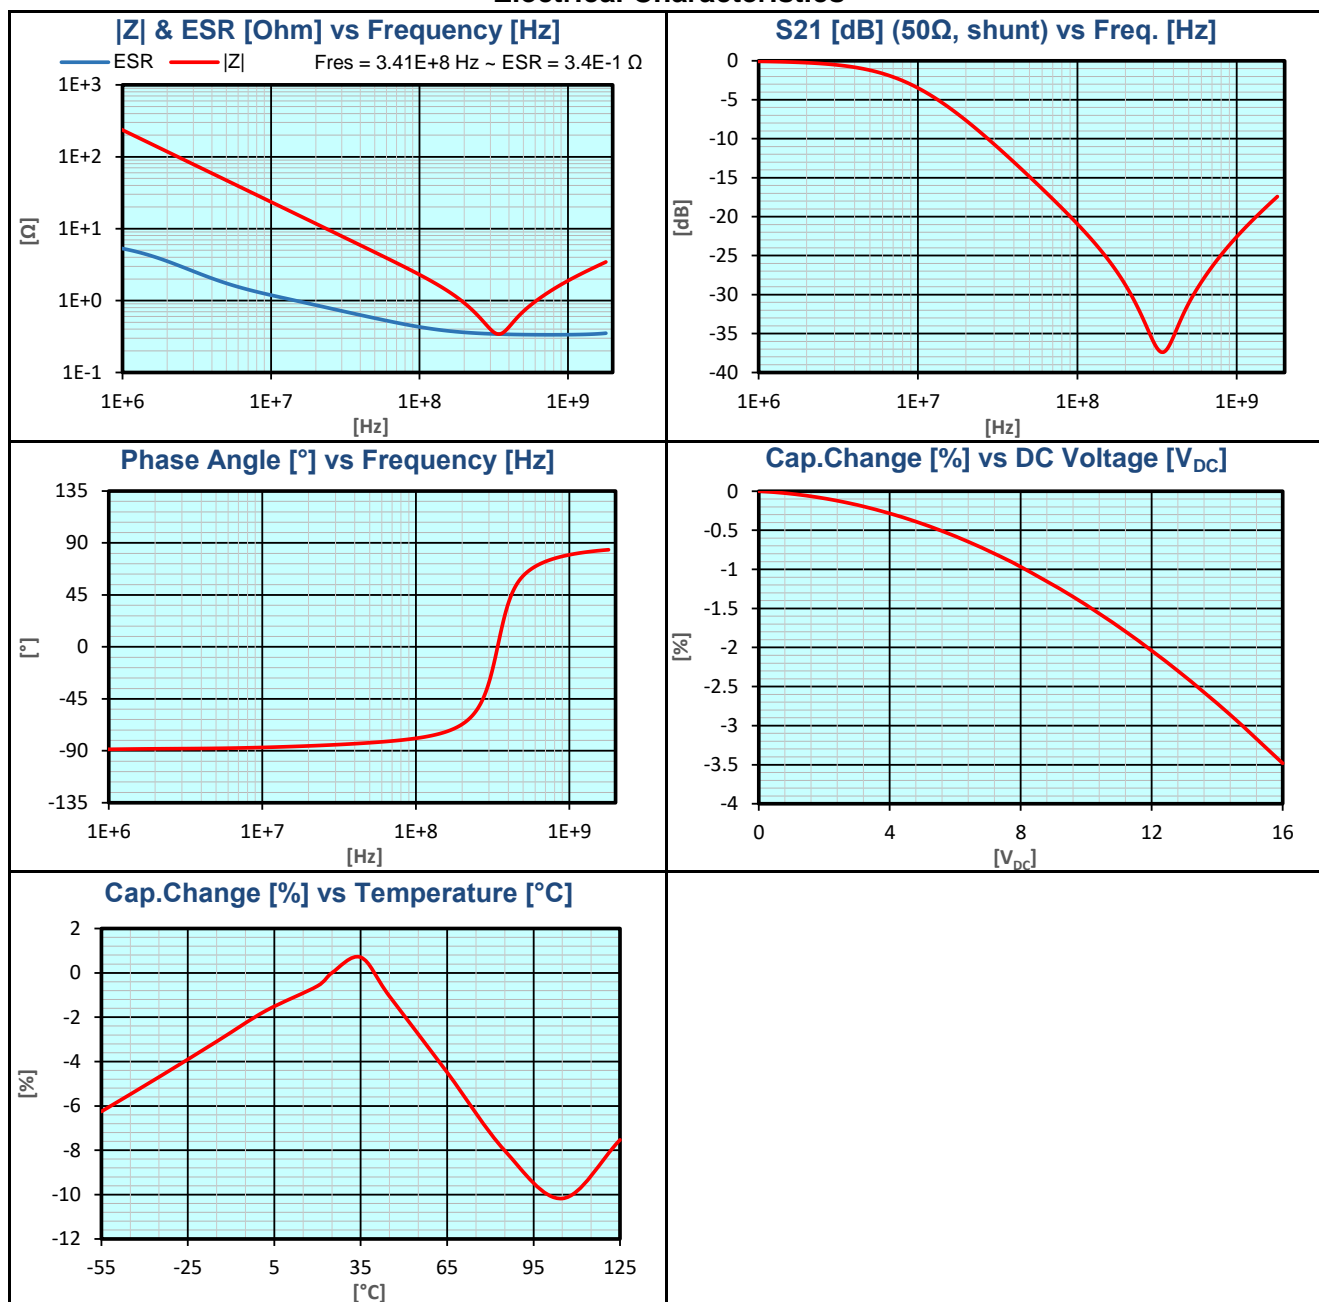 Electrical Characteristics
|Z| & ESR [Ohm] vs Frequency [Hz]
ESR |Z| Fres = 3.41E+8 Hz ~ ESR = 3.4E-1 Ω
1E+3
1E+2
1E+1
1E+0
1E-1
[Ω]
1E+6 1E+7 1E+8 1E+9
[Hz]
S21 [dB] (50Ω, shunt) vs Freq. [Hz]
0
-5
-10
-15
-20
-25
-30
-35
-40
[dB]
1E+6 1E+7 1E+8 1E+9
[Hz]
Phase Angle [°] vs Frequency [Hz]
135
90
45
0
-45
-90
-135
[°]
1E+6 1E+7 1E+8 1E+9
[Hz]
Cap.Change [%] vs DC Voltage [VDC]
0
-0.5
-1
-1.5
-2
-2.5
-3
-3.5
-4
[%]
0 4 8 12 16
[VDC]
Cap.Change [%] vs Temperature [°C]
2
0
-2
-4
-6
-8
-10
-12
[%]
-55 -25 5 35 65 95 125
[°C]